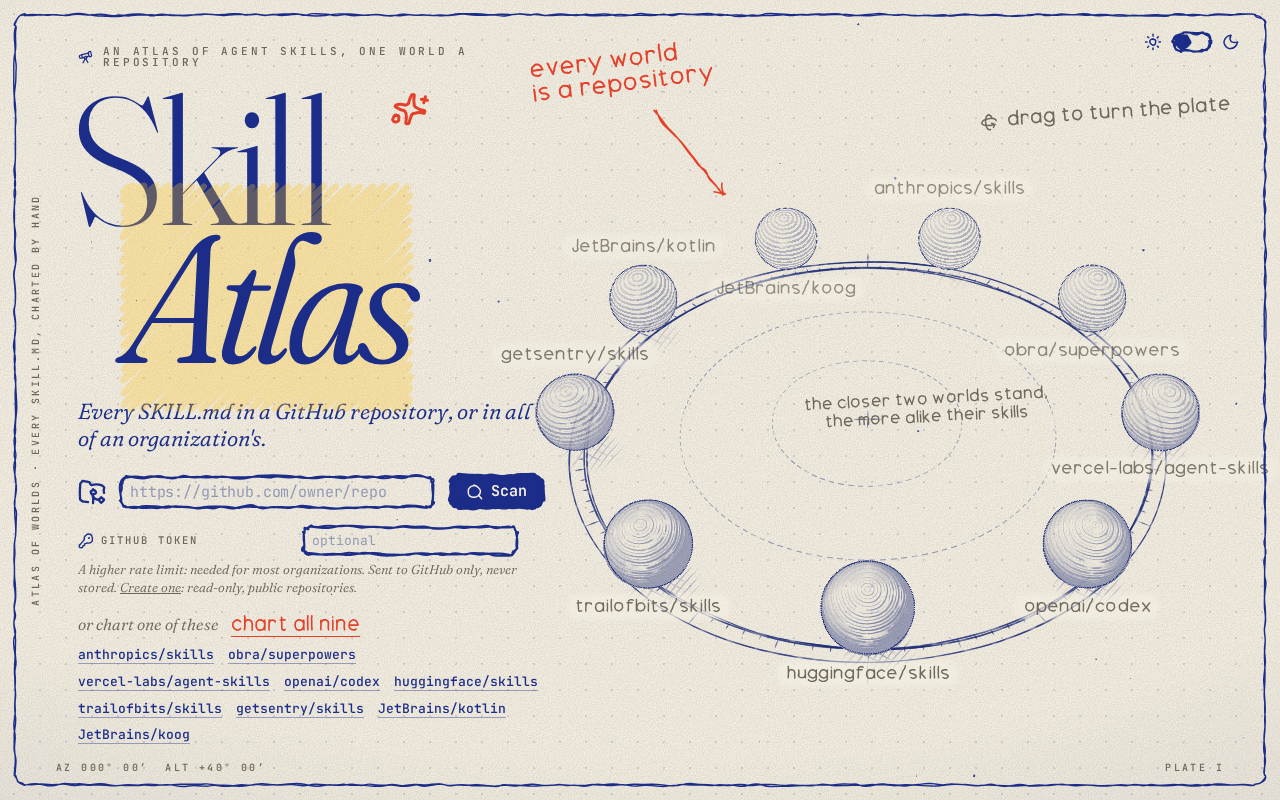 AN ATLAS OF AGENT SKILLS, ONE WORLD A
REPOSITORY
Skill
Atlas
Every SKILL.md in a GitHub repository, or in all
of an organization's.
https://github.com/owner/repo
Scan
GITHUB TOKEN
optional
A higher rate limit: needed for most organizations. Sent to GitHub only, never
stored. Create one: read-only, public repositories.
or chart one of these chart all nine
anthropics/skills obra/superpowers
vercel-labs/agent-skills openai/codex huggingface/skills
trailofbits/skills getsentry/skills JetBrains/kotlin
JetBrains/koog
ATLAS OF WORLDS · EVERY SKILL.MD, CHARTED BY HAND
AZ 000° 00′ ALT +40° 00′
every world
is a repository
drag to turn the plate
anthropics/skills
JetBrains/kotlin
JetBrains/koog
getsentry/skills
obra/superpowers
the closer two worlds stand,
the more alike their skills
vercel-labs/agent-skills
trailofbits/skills
openai/codex
huggingface/skills
PLATE I